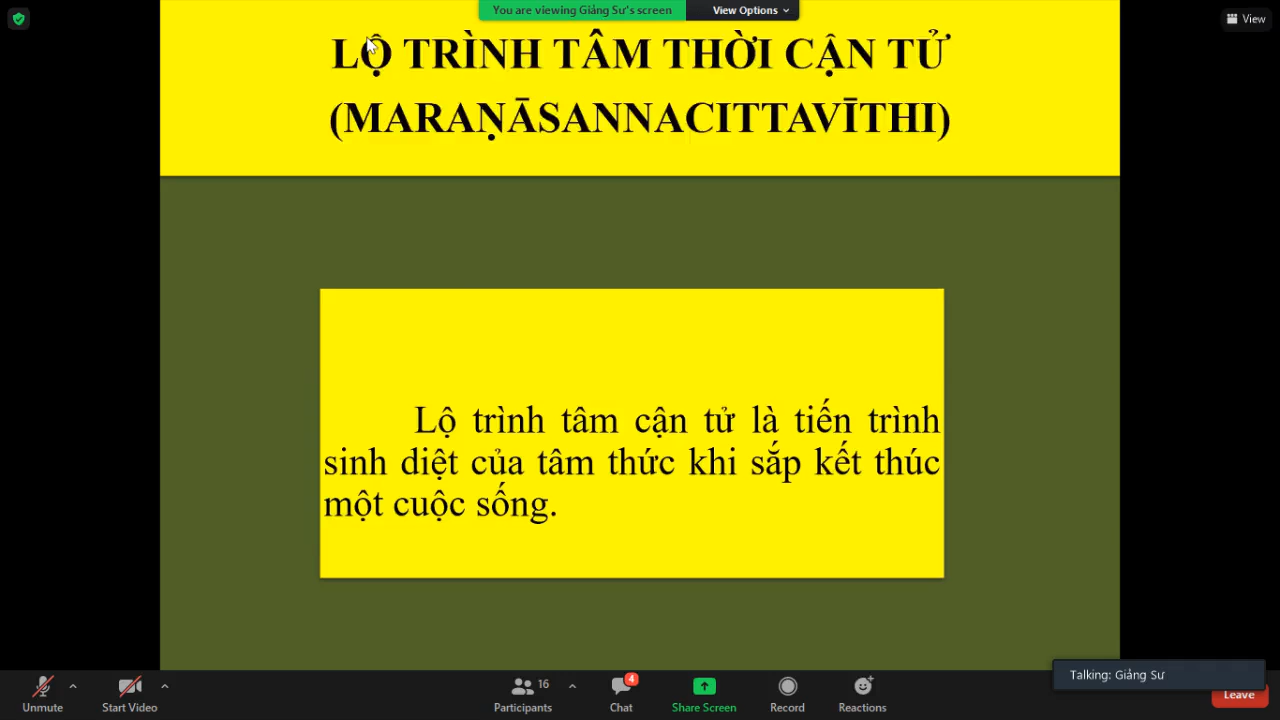 You are viewing Giảng Sư's screen
View Options
View
LỘ TRÌNH TÂM THỜI CẬN TỬ
(MARAṆĀSANNACITTAVĪTHI)
Lộ trình tâm cận tử là tiến trình
sinh diệt của tâm thức khi sắp kết thúc
một cuộc sống.
Talking: Giảng Sư
Unmute
Start Video
16
Participants
4
Chat
Share Screen
Record
Reactions
Leave